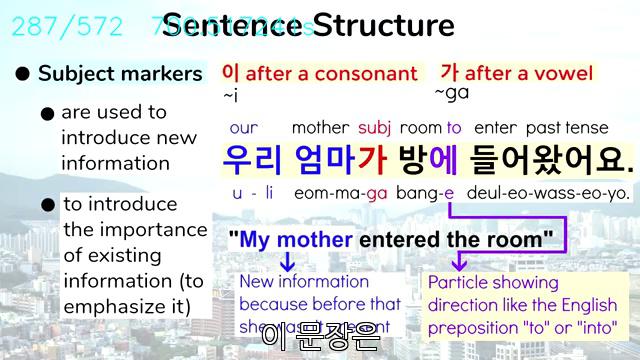 287/572
Sentence Structure
● Subject markers
● are used to
introduce new
information
● to introduce
the importance
of existing
information (to
emphasize it)
이 after a consonant
~i
가 after a vowel
~ga
our mother subj room to enter past tense
우리 엄마가 방에 들어왔어요.
u - li eom-ma-ga bang-e deul-eo-wass-eo-yo.
"My mother entered the room"
New information
because before that
Particle showing
direction like the English
preposition "to" or "into"
이 문장은